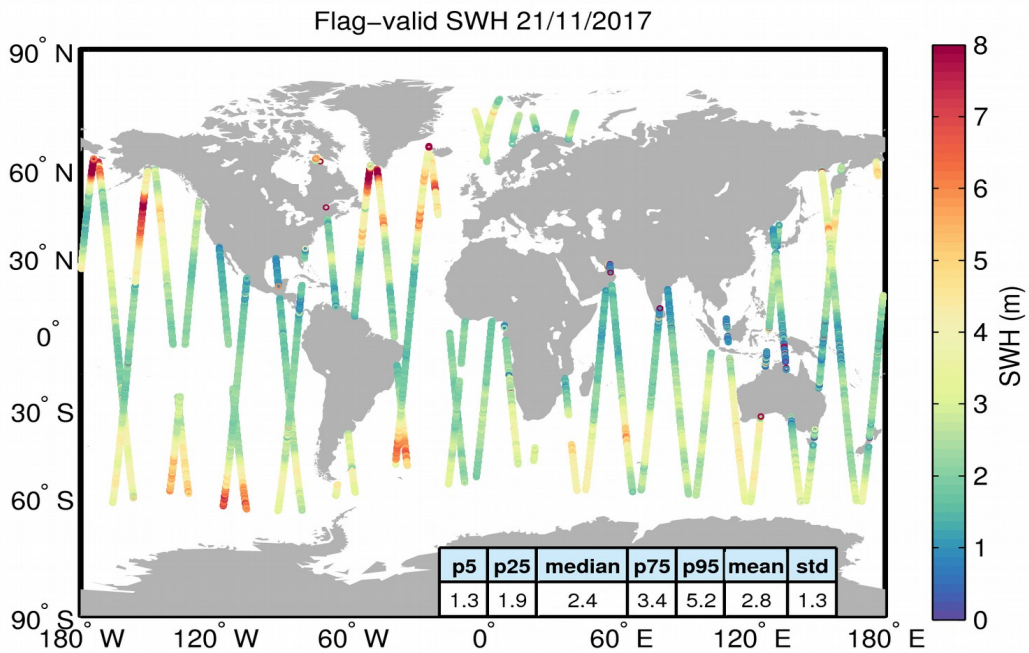 Flag−valid SWH 21/11/2017
90° N
60° N
30° N
0°
30° S
60° S
90° S
180° W
120° W
60° W
0°
60° E
120° E
180° E
8
7
6
5
4
3
2
1
0
SWH (m)
p5 p25 median p75 p95 mean std
1.3 1.9 2.4 3.4 5.2 2.8 1.3